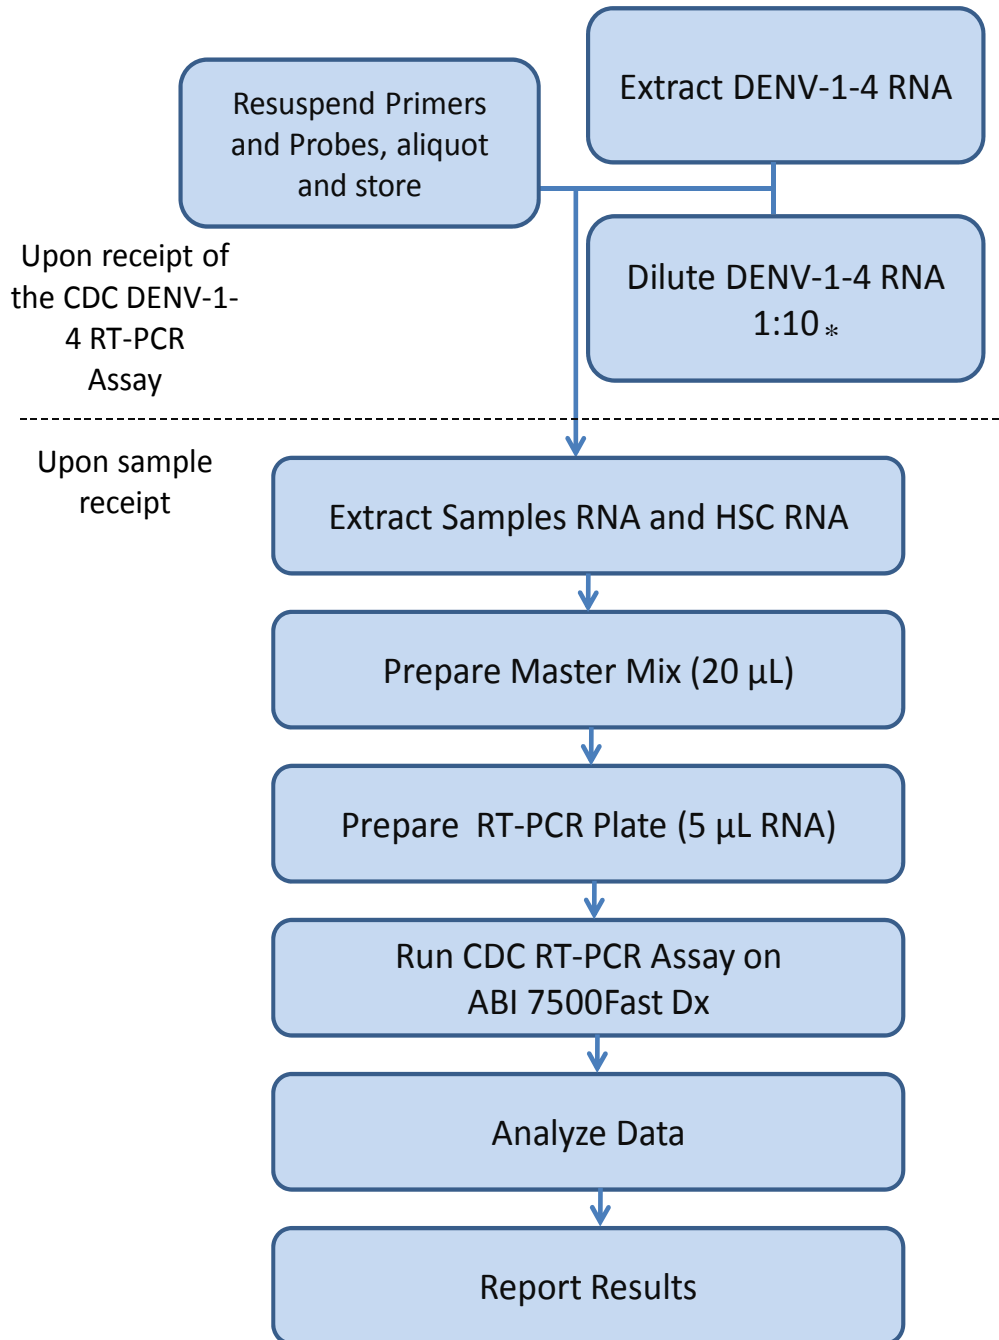 Extract DENV-1-4 RNA
Resuspend Primers
and Probes, aliquot
and store
Upon receipt of
the CDC DENV-1-
4 RT-PCR
Assay
Dilute DENV-1-4 RNA
1:10 *
Upon sample
receipt
Extract Samples RNA and HSC RNA
Prepare Master Mix (20 µL)
Prepare RT-PCR Plate (5 µL RNA)
Run CDC RT-PCR Assay on
ABI 7500Fast Dx
Analyze Data
Report Results